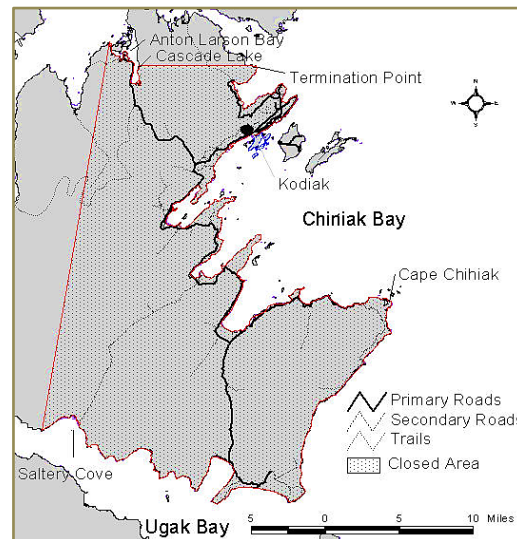 Anton Larson Bay
Cascade Lake
Termination Point
N
W E
S
Kodiak
Chiniak Bay
Cape Chihiak
Primary Roads
Secondary Roads
Trails
Closed Area
Saltery Cove
Ugak Bay
5 0 5 10 Miles